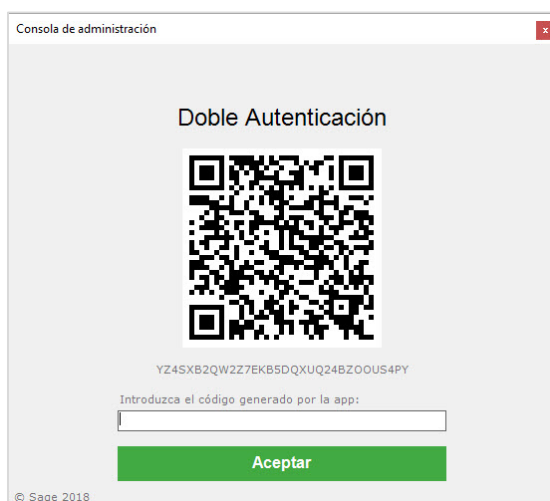 Consola de administración
x
Doble Autenticación
YZ4SXB2QW2Z7EKB5DQXUQ24BZOOUS4PY
Introduzca el código generado por la app:
Aceptar
© Sage 2018